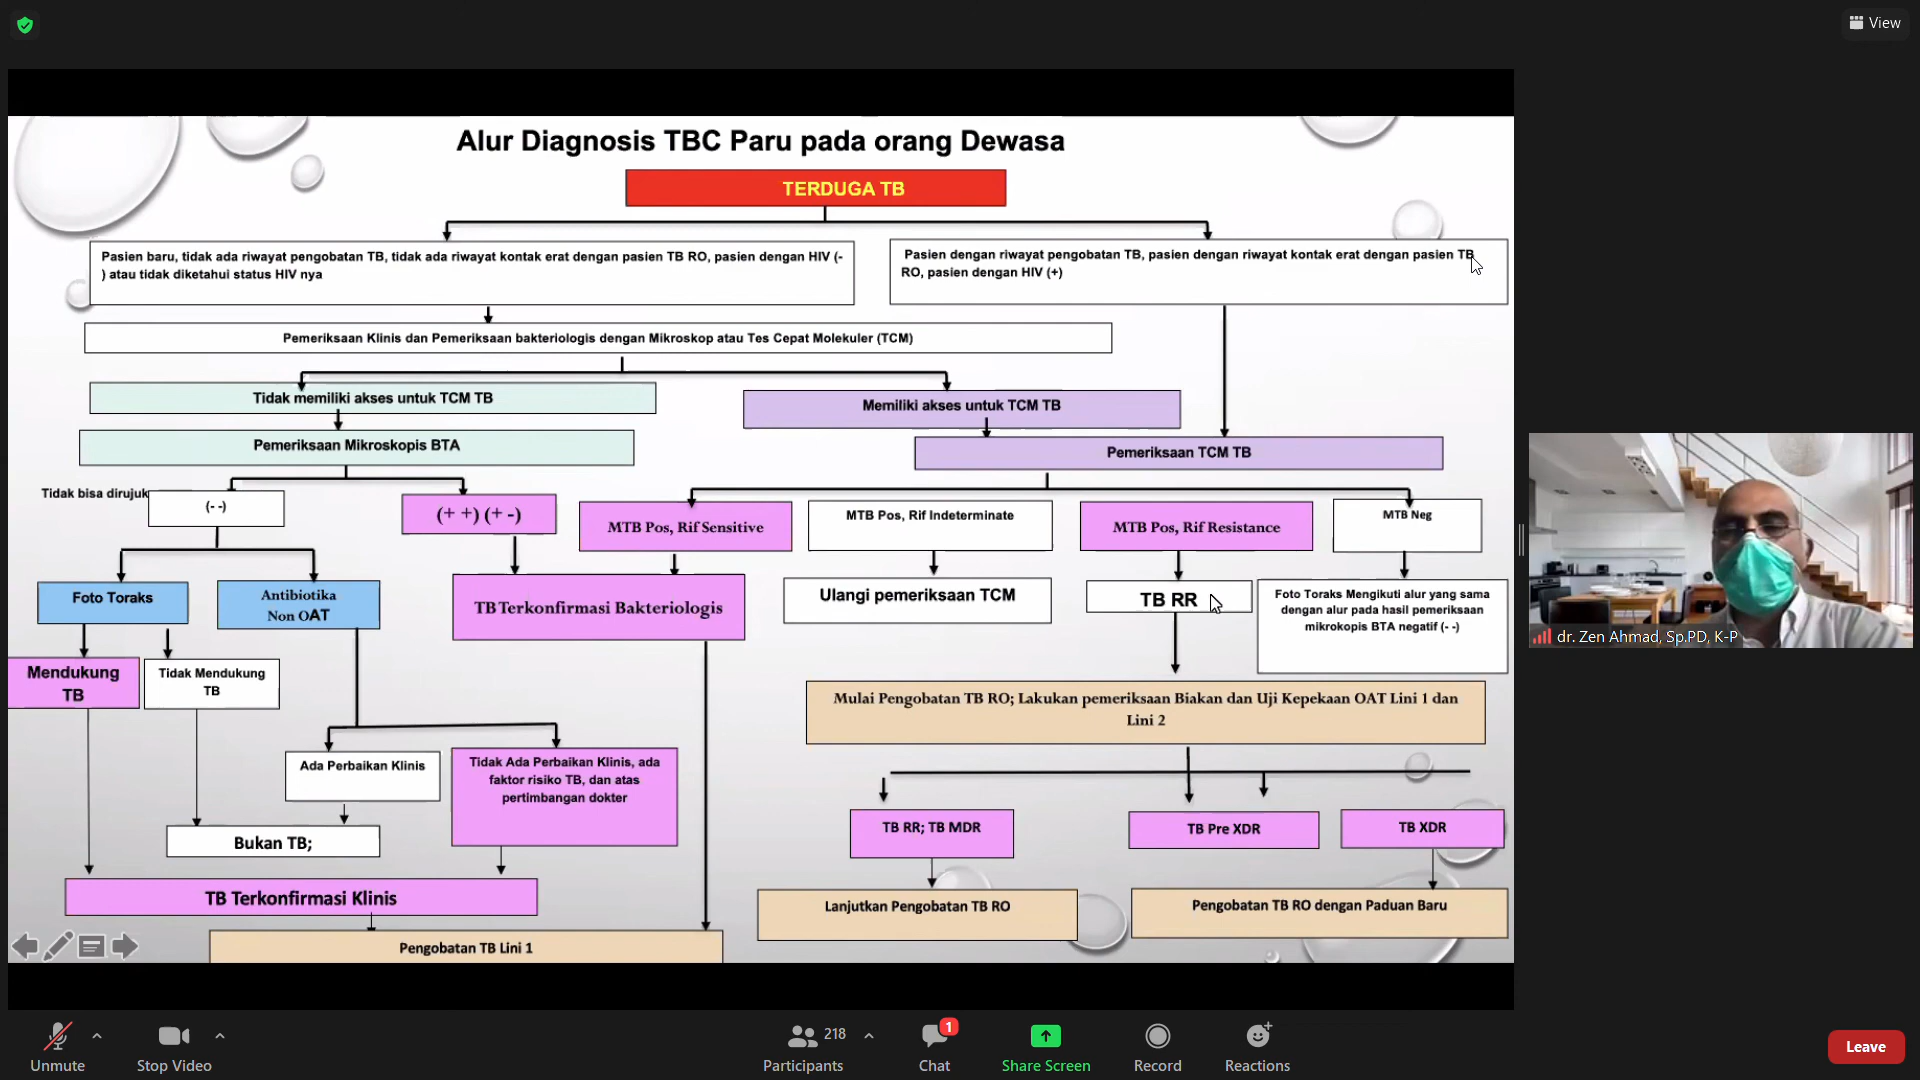 View
Alur Diagnosis TBC Paru pada orang Dewasa
TERDUGA TB
Pasien baru, tidak ada riwayat pengobatan TB, tidak ada riwayat kontak erat dengan pasien TB RO, pasien dengan HIV (-
) atau tidak diketahui status HIV nya
Pasien dengan riwayat pengobatan TB, pasien dengan riwayat kontak erat dengan pasien TB
RO, pasien dengan HIV (+)
Pemeriksaan Klinis dan Pemeriksaan bakteriologis dengan Mikroskop atau Tes Cepat Molekuler (TCM)
Tidak memiliki akses untuk TCM TB
Memiliki akses untuk TCM TB
Pemeriksaan Mikroskopis BTA
Pemeriksaan TCM TB
Tidak bisa dirujuk
(- -)
(+ +) (+ -)
MTB Pos, Rif Sensitive
MTB Pos, Rif Indeterminate
MTB Pos, Rif Resistance
MTB Neg
Foto Toraks
Antibiotika
Non OAT
TB Terkonfirmasi Bakteriologis
Ulangi pemeriksaan TCM
TB RR
Foto Toraks Mengikuti alur yang sama
dengan alur pada hasil pemeriksaan
mikrokopis BTA negatif (- -)
Mendukung
TB
Tidak Mendukung
TB
Mulai Pengobatan TB RO; Lakukan pemeriksaan Biakan dan Uji Kepekaan OAT Lini 1 dan
Lini 2
Ada Perbaikan Klinis
Tidak Ada Perbaikan Klinis, ada
faktor risiko TB, dan atas
pertimbangan dokter
Bukan TB;
TB RR; TB MDR
TB Pre XDR
TB XDR
TB Terkonfirmasi Klinis
Lanjutkan Pengobatan TB RO
Pengobatan TB RO dengan Paduan Baru
Pengobatan TB Lini 1
dr. Zen Ahmad, Sp.PD, K-P
Unmute
Stop Video
218
Participants
1
Chat
Share Screen
Record
Reactions
Leave